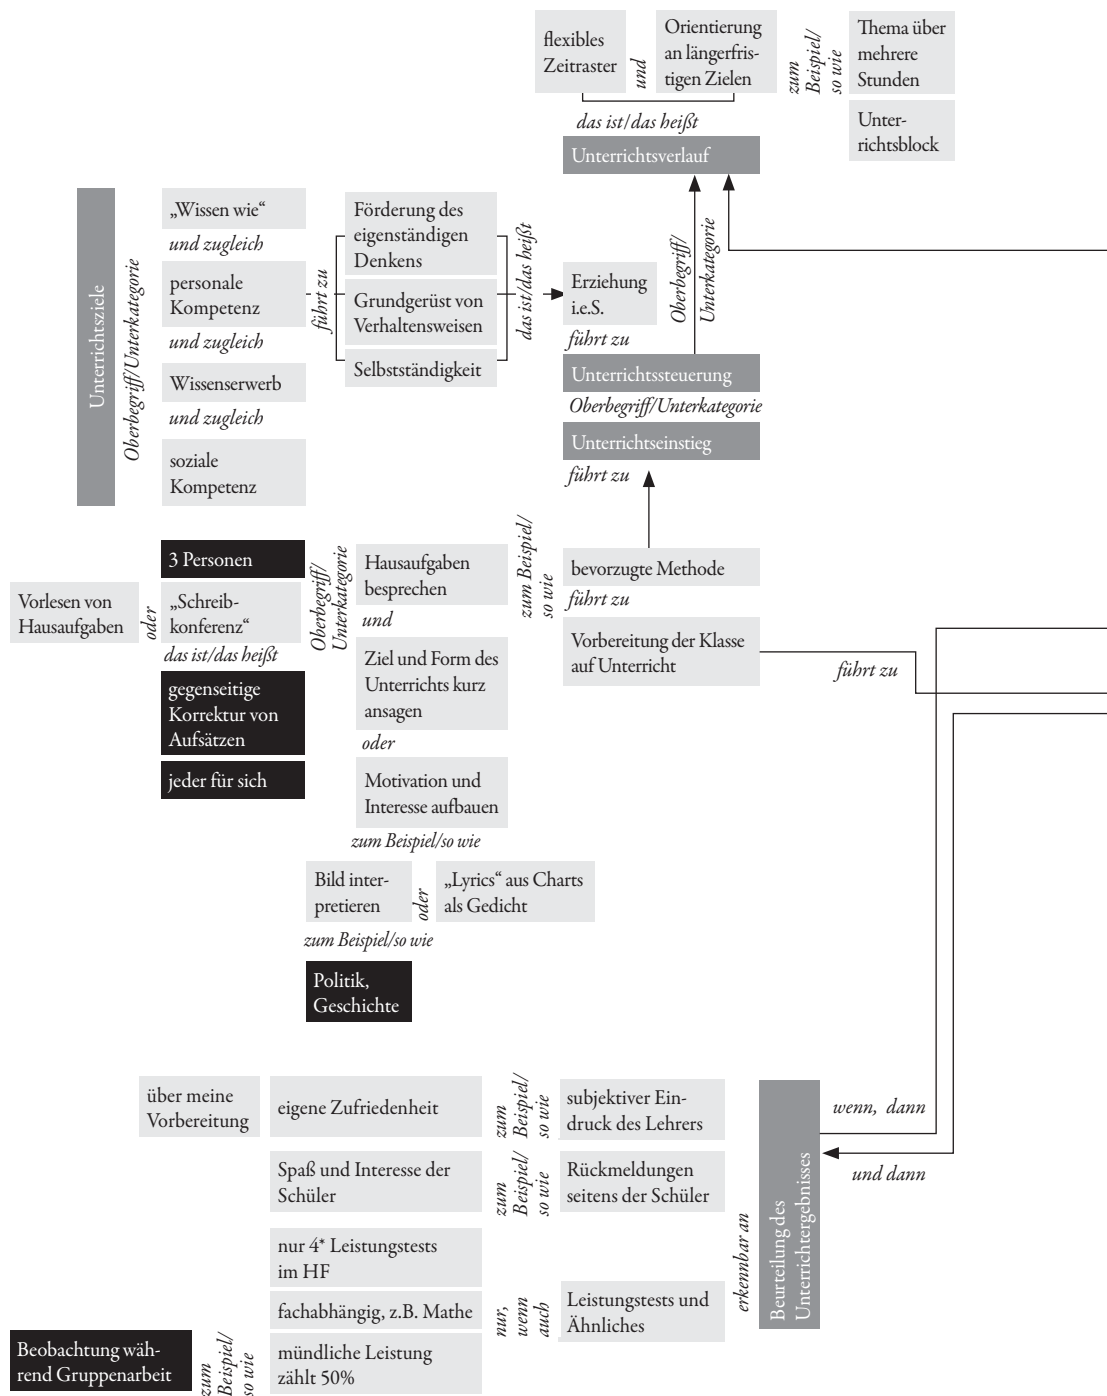 flexibles
Zeitraster
und
Orientierung
an längerfris-
tigen Zielen
zum
Beispiel/
so wie
Thema über
mehrere
Stunden
Unter-
richtsblock
das ist/das heißt
Unterrichtsverlauf
Oberbegriff/
Unterkategorie
Unterrichtsziele
Oberbegriff/Unterkategorie
„Wissen wie“
und zugleich
personale
Kompetenz
und zugleich
Wissenserwerb
und zugleich
soziale
Kompetenz
führt zu
Förderung des
eigenständigen
Denkens
Grundgerüst von
Verhaltensweisen
Selbstständigkeit
das ist/das heißt
Erziehung
i.e.S.
führt zu
Unterrichtssteuerung
Oberbegriff/Unterkategorie
Unterrichtseinstieg
führt zu
bevorzugte Methode
führt zu
Vorbereitung der Klasse
auf Unterricht
führt zu
Vorlesen von
Hausaufgaben
oder
3 Personen
„Schreib-
konferenz“
das ist/das heißt
gegenseitige
Korrektur von
Aufsätzen
jeder für sich
Oberbegriff/
Unterkategorie
Hausaufgaben
besprechen
und
Ziel und Form des
Unterrichts kurz
ansagen
oder
Motivation und
Interesse aufbauen
zum Beispiel/
so wie
zum Beispiel/so wie
Bild inter-
pretieren
oder
„Lyrics“ aus Charts
als Gedicht
zum Beispiel/so wie
Politik,
Geschichte
über meine
Vorbereitung
eigene Zufriedenheit
zum
Beispiel/
so wie
subjektiver Ein-
druck des Lehrers
Spaß und Interesse der
Schüler
zum
Beispiel/
so wie
Rückmeldungen
seitens der Schüler
nur 4* Leistungstests
im HF
fachabhängig, z.B. Mathe
mündliche Leistung
zählt 50%
nur,
wenn
auch
Leistungstests und
Ähnliches
Beobachtung wäh-
rend Gruppenarbeit
zum
Beispiel/
so wie
erkennbar an
Beurteilung des
Unterrichtergebnisses
wenn, dann
und dann